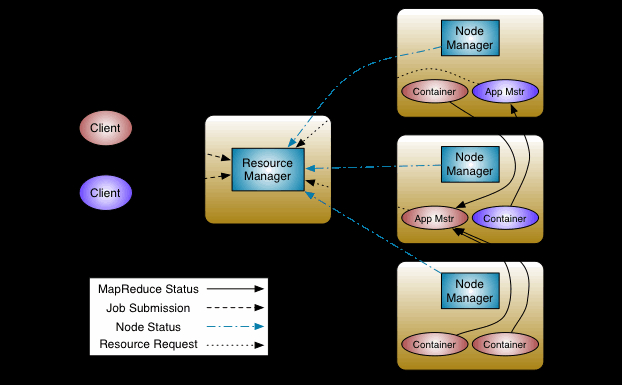 Node
Manager
Container
App Mstr
Client
Resource
Manager
Node
Manager
Client
App Mstr
Container
Node
Manager
MapReduce Status
Job Submission
Node Status
Resource Request
Container
Container